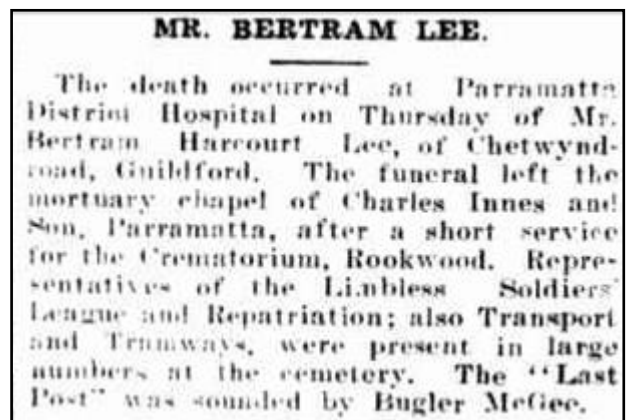 MR. BERTRAM LEE.
The death occurred at Parramatta
District Hospital on Thursday of Mr.
Bertram Harcourt Lee, of Chetwynd-
road, Guildford. The funeral left the
mortuary chapel of Charles Innes and
Son, Parramatta, after a short service
for the Crematorium, Rookwood. Repre-
sentatives of the Limbless Soldiers'
League and Repatriation; also Transport
and Tramways, were present in large
numbers at the cemetery. The "Last
Post" was sounded by Bugler McGee.